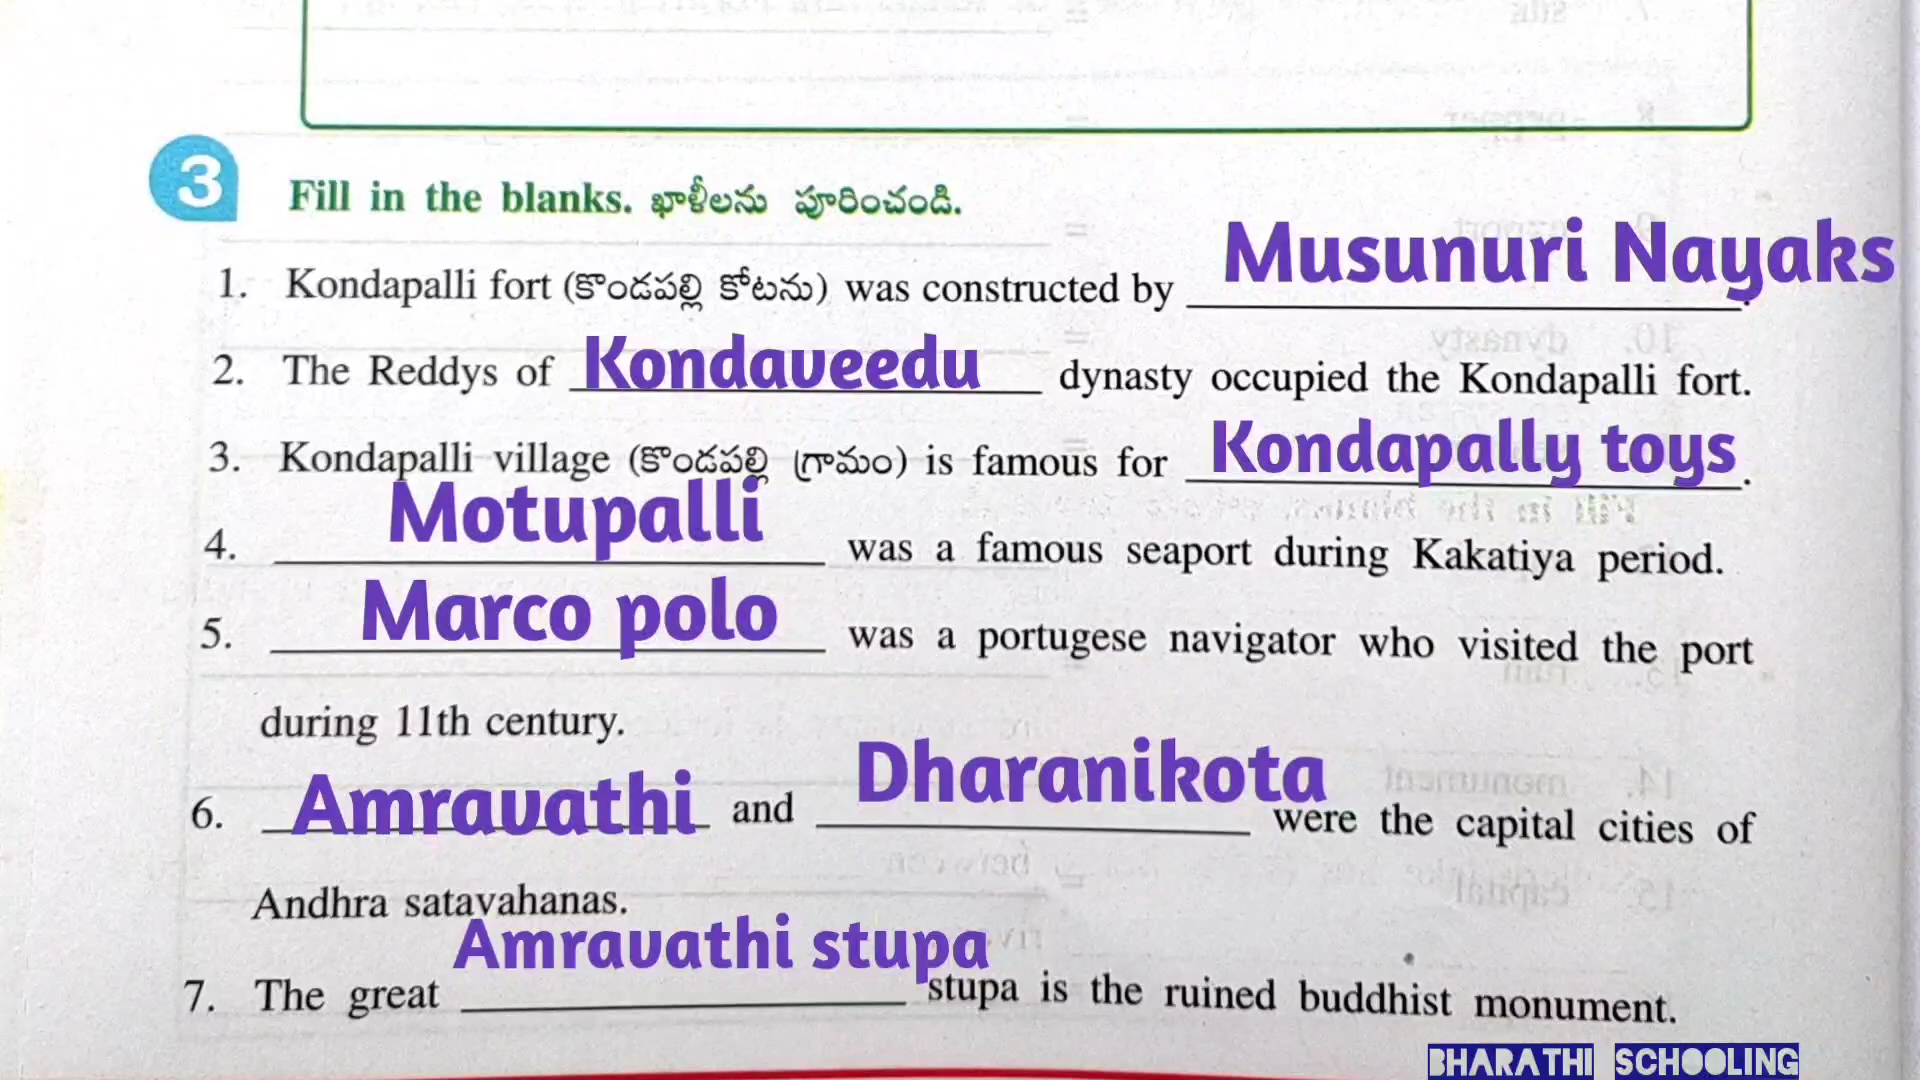 3 Fill in the blanks. ఖాళీలను పూరించండి.
1. Kondapalli fort (కొండపల్లి కోటను) was constructed by Musunuri Nayaks.
2. The Reddys of Kondaveedu dynasty occupied the Kondapalli fort.
3. Kondapalli village (కొండపల్లి గ్రామం) is famous for Kondapally toys.
4. Motupalli was a famous seaport during Kakatiya period.
5. Marco polo was a portugese navigator who visited the port
during 11th century.
6. Amravathi and Dharanikota were the capital cities of
Andhra satavahanas.
7. The great Amravathi stupa stupa is the ruined buddhist monument.
BHARATHI SCHOOLING